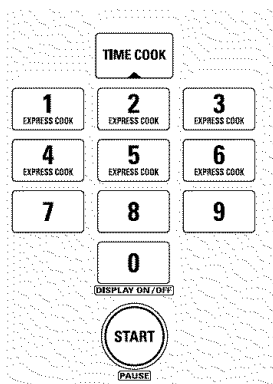 TIME COOK
1 2 3
EXPRESS COOK EXPRESS COOK EXPRESS COOK
4 5 6
EXPRESS COOK EXPRESS COOK EXPRESS COOK
7 8 9
0
DISPLAY ON/OFF
START
PAUSE